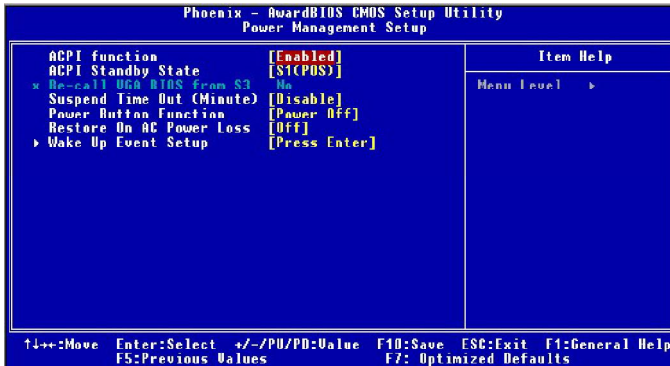 Phoenix - AwardBIOS CMOS Setup Utility
Power Management Setup
ACPI function [Enabled]
ACPI Standby State [S1(POS)]
x Re-call VGA BIOS from S3 No
Suspend Time Out (Minute) [Disable]
Power Button Function [Power Off]
Restore On AC Power Loss [Off]
▸ Wake Up Event Setup [Press Enter]
Item Help
Menu Level ▸
↑↓→←:Move Enter:Select +/-/PU/PD:Value F10:Save ESC:Exit F1:General Help
F5:Previous Values F7: Optimized Defaults